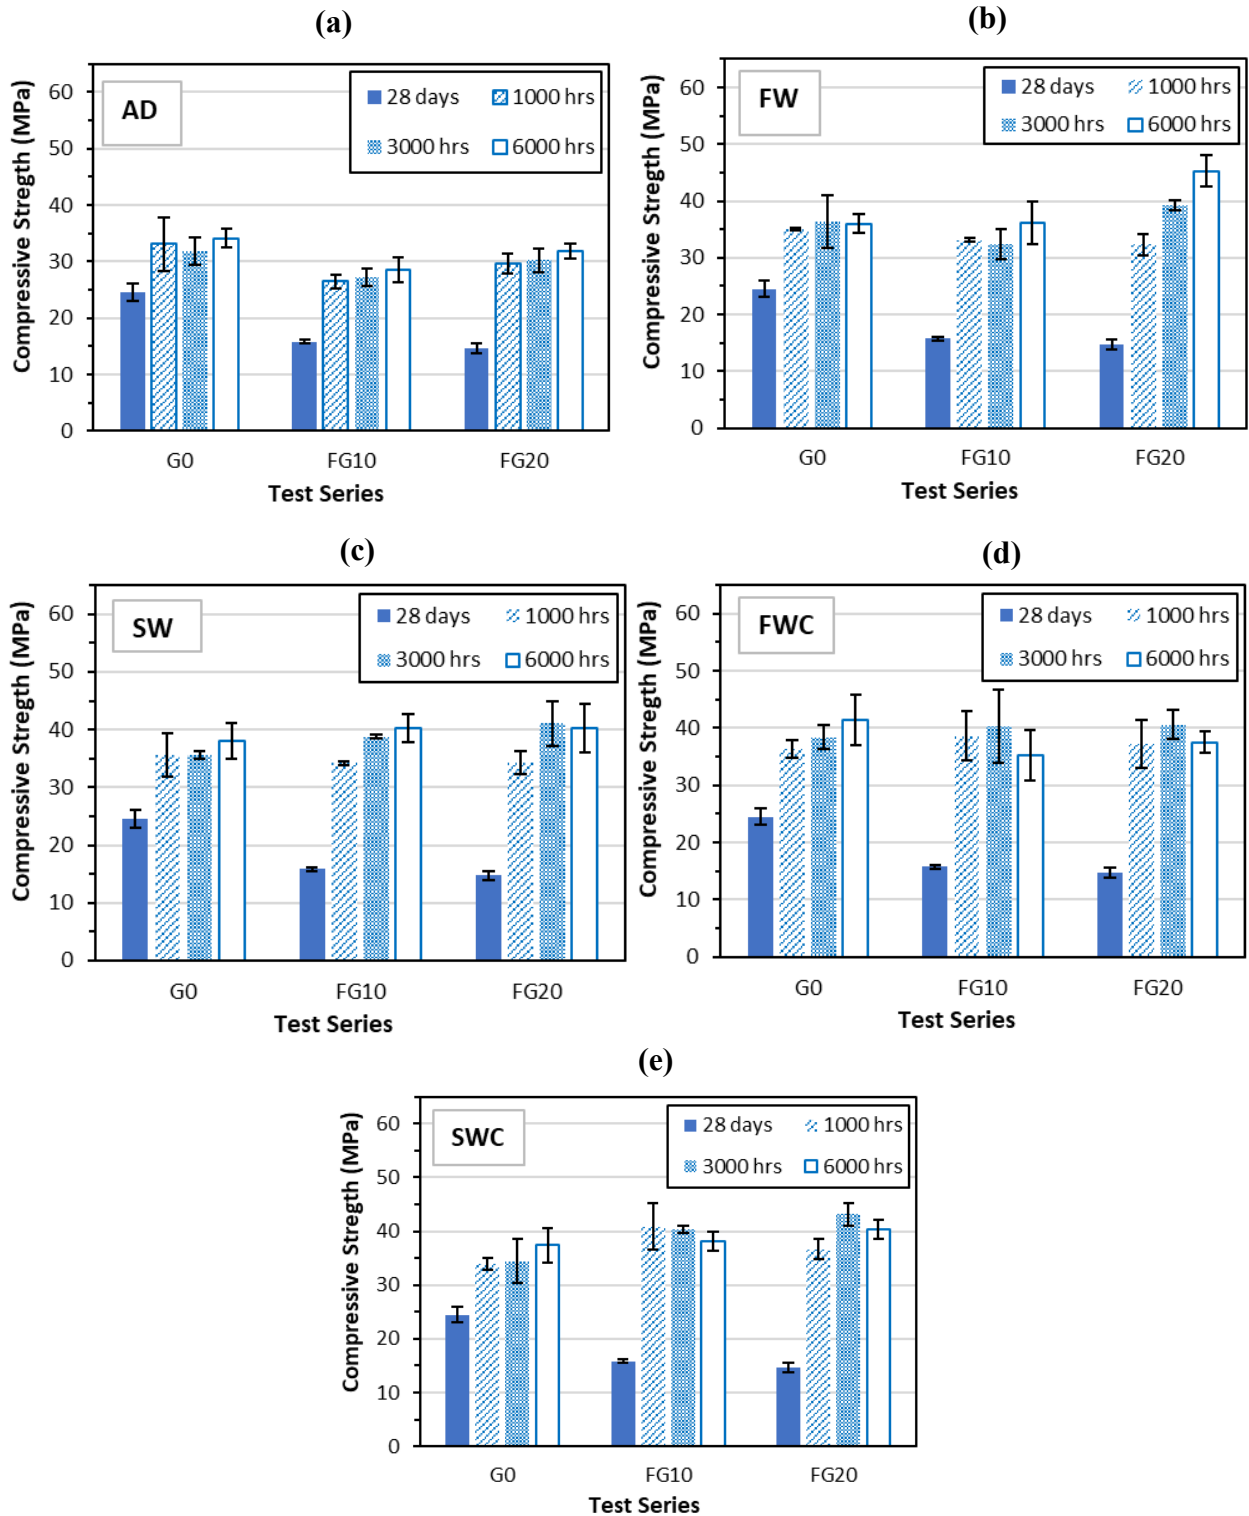 (a)
AD
28 days
1000 hrs
3000 hrs
6000 hrs
Compressive Stregth (MPa)
60
50
40
30
20
10
0
G0
FG10
FG20
Test Series
(b)
FW
28 days
1000 hrs
3000 hrs
6000 hrs
Compressive Stregth (MPa)
60
50
40
30
20
10
0
G0
FG10
FG20
Test Series
(c)
SW
28 days
1000 hrs
3000 hrs
6000 hrs
Compressive Stregth (MPa)
60
50
40
30
20
10
0
G0
FG10
FG20
Test Series
(d)
FWC
28 days
1000 hrs
3000 hrs
6000 hrs
Compressive Stregth (MPa)
60
50
40
30
20
10
0
G0
FG10
FG20
Test Series
(e)
SWC
28 days
1000 hrs
3000 hrs
6000 hrs
Compressive Stregth (MPa)
60
50
40
30
20
10
0
G0
FG10
FG20
Test Series